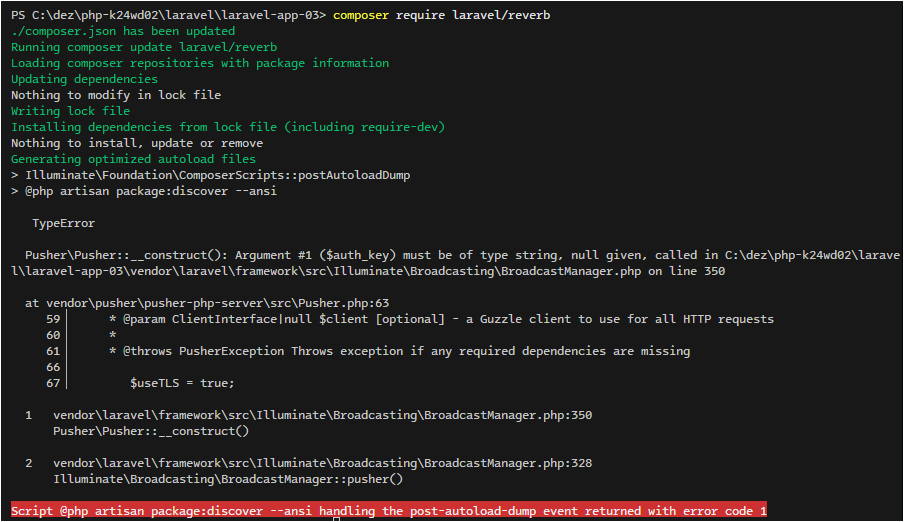 PS C:\dez\php-k24wd02\laravel\laravel-app-03> composer require laravel/reverb
./composer.json has been updated
Running composer update laravel/reverb
Loading composer repositories with package information
Updating dependencies
Nothing to modify in lock file
Writing lock file
Installing dependencies from lock file (including require-dev)
Nothing to install, update or remove
Generating optimized autoload files
> Illuminate\Foundation\ComposerScripts::postAutoloadDump
> @php artisan package:discover --ansi
TypeError
Pusher\Pusher::__construct(): Argument #1 ($auth_key) must be of type string, null given, called in C:\dez\php-k24wd02\larave
l\laravel-app-03\vendor\laravel\framework\src\Illuminate\Broadcasting\BroadcastManager.php on line 350
at vendor\pusher\pusher-php-server\src\Pusher.php:63
59 * @param ClientInterface|null $client [optional] - a Guzzle client to use for all HTTP requests
60 *
61 * @throws PusherException Throws exception if any required dependencies are missing
66
67 $useTLS = true;
1 vendor\laravel\framework\src\Illuminate\Broadcasting\BroadcastManager.php:350
Pusher\Pusher::__construct()
2 vendor\laravel\framework\src\Illuminate\Broadcasting\BroadcastManager.php:328
Illuminate\Broadcasting\BroadcastManager::pusher()
Script @php artisan package:discover --ansi handling the post-autoload-dump event returned with error code 1